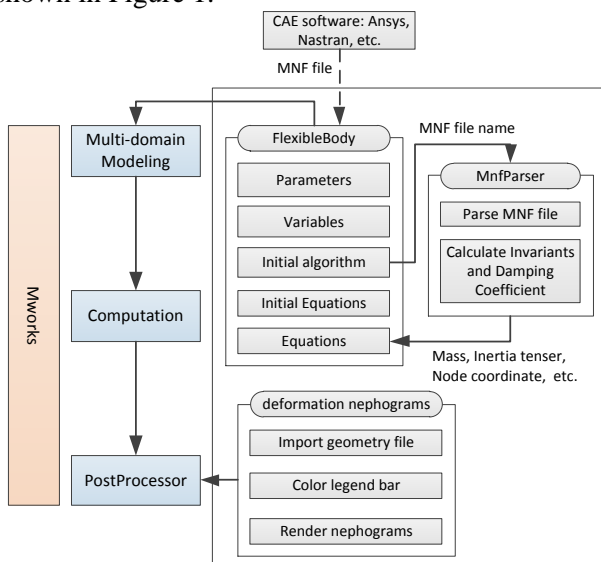 shown in Figure 1.
CAE software: Ansys,
Nastran, etc.
MNF file
Mworks
Multi-domain
Modeling
Computation
PostProcessor
FlexibleBody
Parameters
Variables
Initial algorithm
Initial Equations
Equations
MNF file name
MnfParser
Parse MNF file
Calculate Invariants
and Damping
Coefficient
Mass, Inertia tenser,
Node coordinate, etc.
deformation nephograms
Import geometry file
Color legend bar
Render nephograms